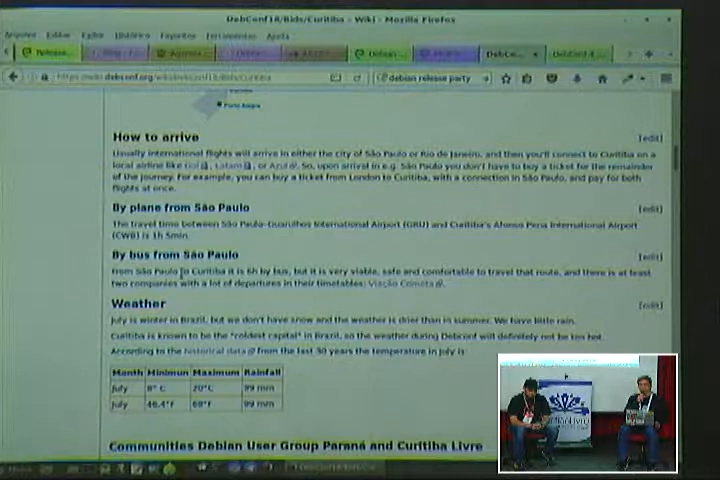 DebConf18/Bids/Curitiba - Wiki - Mozilla Firefox
Arquivo Editar Exibir Histórico Favoritos Ferramentas Ajuda
debian release party
Porto Alegre
How to arrive [edit]
Usually international flights will arrive in either the city of São Paulo or Rio de Janeiro, and then you'll connect to Curitiba on a
local airline like Gol, Latam, or Azul. So, upon arrival in e.g. São Paulo you don't have to buy a ticket for the remainder
of the journey. For example, you can buy a ticket from London to Curitiba, with a connection in São Paulo, and pay for both
flights at once.
By plane from São Paulo [edit]
The travel time between São Paulo-Guarulhos International Airport (GRU) and Curitiba's Afonso Pena International Airport
(CWB) is 1h 5min.
By bus from São Paulo [edit]
From São Paulo to Curitiba it is 6h by bus, but it is very viable, safe and comfortable to travel that route, and there is at least
two companies with a lot of departures in their timetables: Viação Cometa.
Weather [edit]
July is winter in Brazil, but we don't have snow and the weather is drier than in summer. We have little rain.
Curitiba is known to be the "coldest capital" in Brazil, so the weather during Debconf will definitely not be too hot.
According to the historical data from the last 30 years the temperature in July is
Month Minimun Maximum Rainfall
July 8° C 20°C 99 mm
July 46.4°F 68°F 99 mm
Communities Debian User Group Paraná and Curitiba Livre